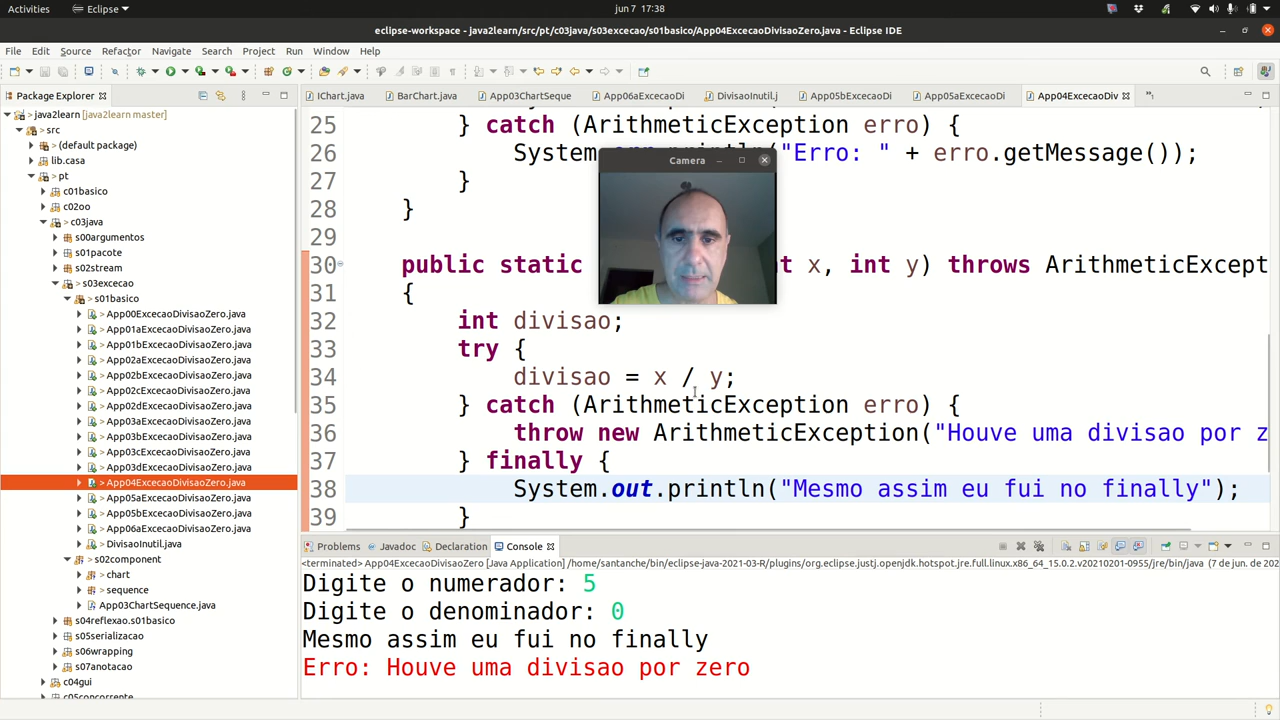 Activities
Eclipse
jun 7 17:38
eclipse-workspace - java2learn/src/pt/c03java/s03excecao/s01basico/App04ExcecaoDivisaoZero.java - Eclipse IDE
File Edit Source Refactor Navigate Search Project Run Window Help
Package Explorer
IChart.java
BarChart.java
App03ChartSeque
App06aExcecaoDi
DivisaoInutil.j
App05bExcecaoDi
App05aExcecaoDi
App04ExcecaoDiv
java2learn [java2learn master]
src
> (default package)
> lib.casa
> pt
c01basico
c02oo
> c03java
s00argumentos
s01pacote
s02stream
> s03excecao
> s01basico
> App00ExcecaoDivisaoZero.java
> App01aExcecaoDivisaoZero.java
> App01bExcecaoDivisaoZero.java
> App02aExcecaoDivisaoZero.java
> App02bExcecaoDivisaoZero.java
> App02cExcecaoDivisaoZero.java
> App02dExcecaoDivisaoZero.java
> App03aExcecaoDivisaoZero.java
> App03bExcecaoDivisaoZero.java
> App03cExcecaoDivisaoZero.java
> App03dExcecaoDivisaoZero.java
> App04ExcecaoDivisaoZero.java
> App05aExcecaoDivisaoZero.java
> App05bExcecaoDivisaoZero.java
> App06aExcecaoDivisaoZero.java
> DivisaoInutil.java
> s02component
> chart
> sequence
> App03ChartSequence.java
s04reflexao.s01basico
s05serializacao
> s06wrapping
s07anotacao
> c04gui
c05concorrente
25 } catch (ArithmeticException erro) {
26 System. "Erro: " + erro.getMessage());
27 }
28 }
29
30 public static t x, int y) throws ArithmeticExcept
31 {
32 int divisao;
33 try {
34 divisao = x / y;
35 } catch (ArithmeticException erro) {
36 throw new ArithmeticException("Houve uma divisao por z
37 } finally {
38 System.out.println("Mesmo assim eu fui no finally");
39 }
Camera
Problems Javadoc Declaration Console
<terminated> App04ExcecaoDivisaoZero [Java Application] /home/santanche/bin/eclipse-java-2021-03-R/plugins/org.eclipse.justj.openjdk.hotspot.jre.full.linux.x86_64_15.0.2.v20210201-0955/jre/bin/java (7 de jun. de 202
Digite o numerador: 5
Digite o denominador: 0
Mesmo assim eu fui no finally
Erro: Houve uma divisao por zero